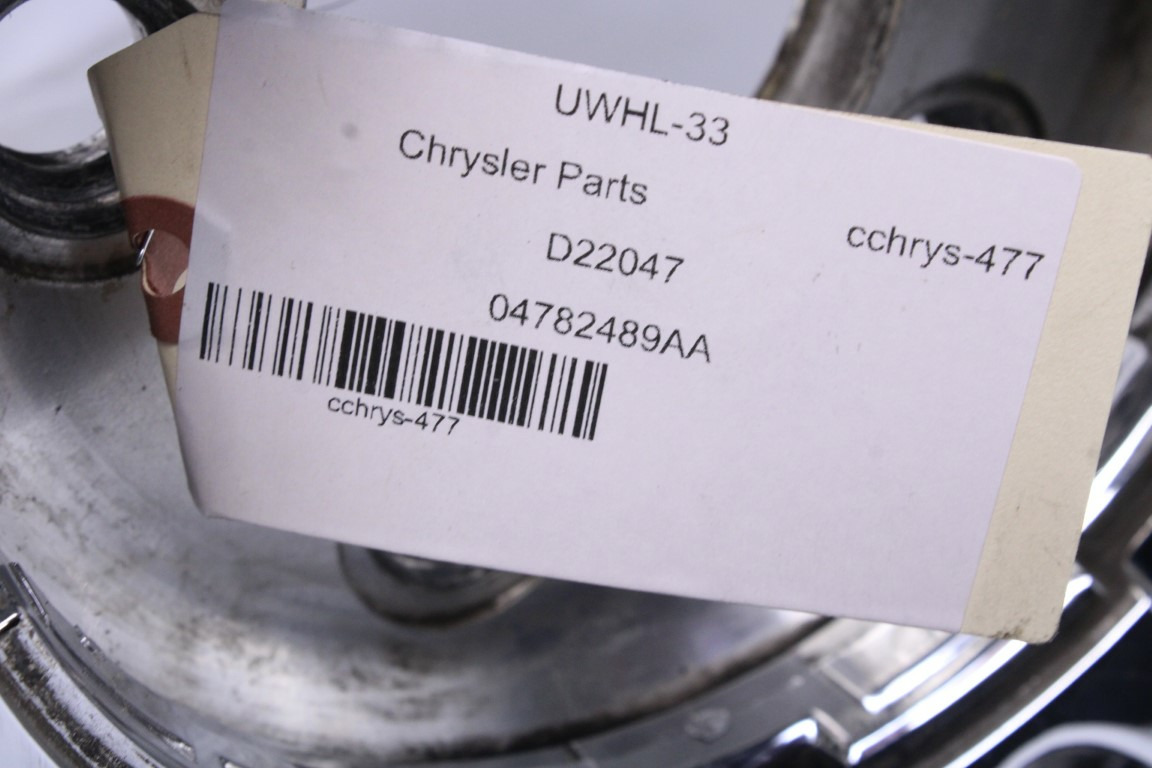 UWHL-33
Chrysler Parts
cchrys-477
D22047
04782489AA
cchrys-477